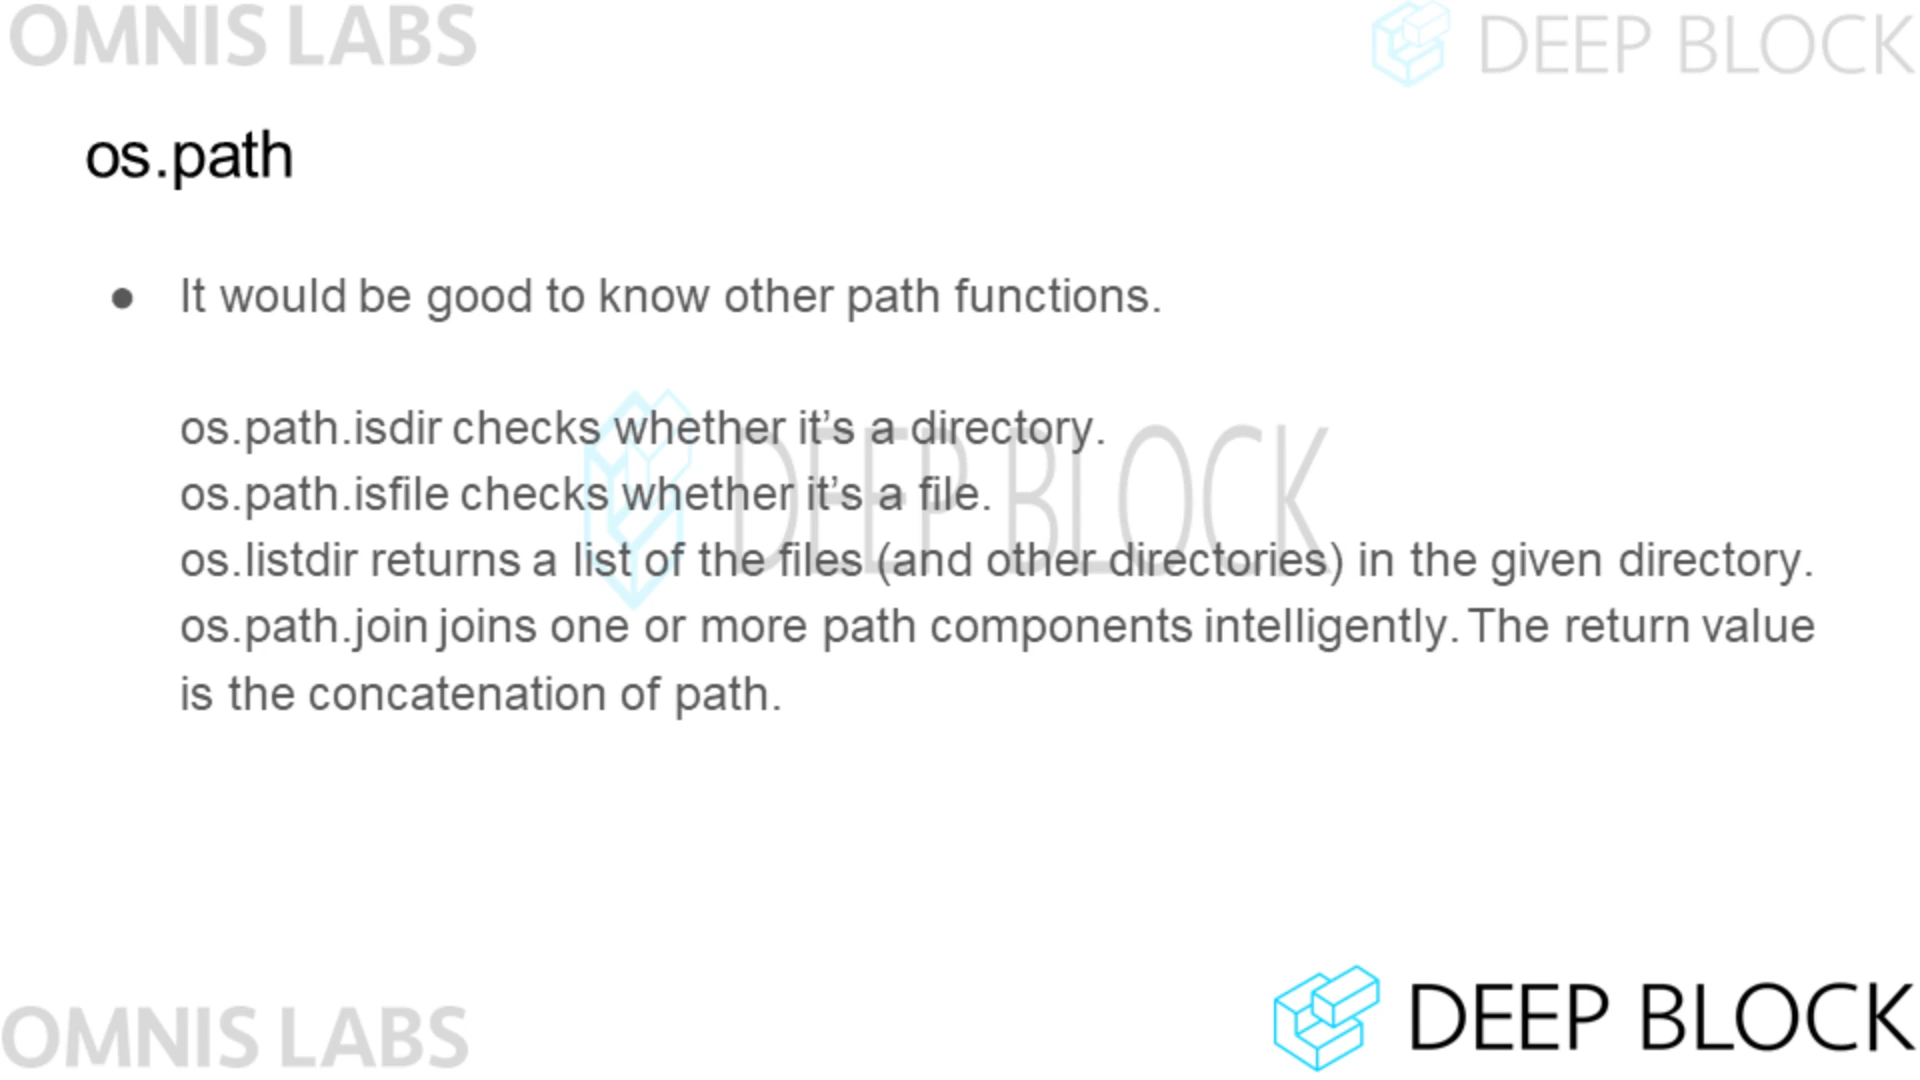 OMNIS LABS
DEEP BLOCK
os.path
● It would be good to know other path functions.
os.path.isdir checks whether it’s a directory.
os.path.isfile checks whether it’s a file.
os.listdir returns a list of the files (and other directories) in the given directory.
os.path.join joins one or more path components intelligently. The return value
is the concatenation of path.
DEEP BLOCK
OMNIS LABS
DEEP BLOCK